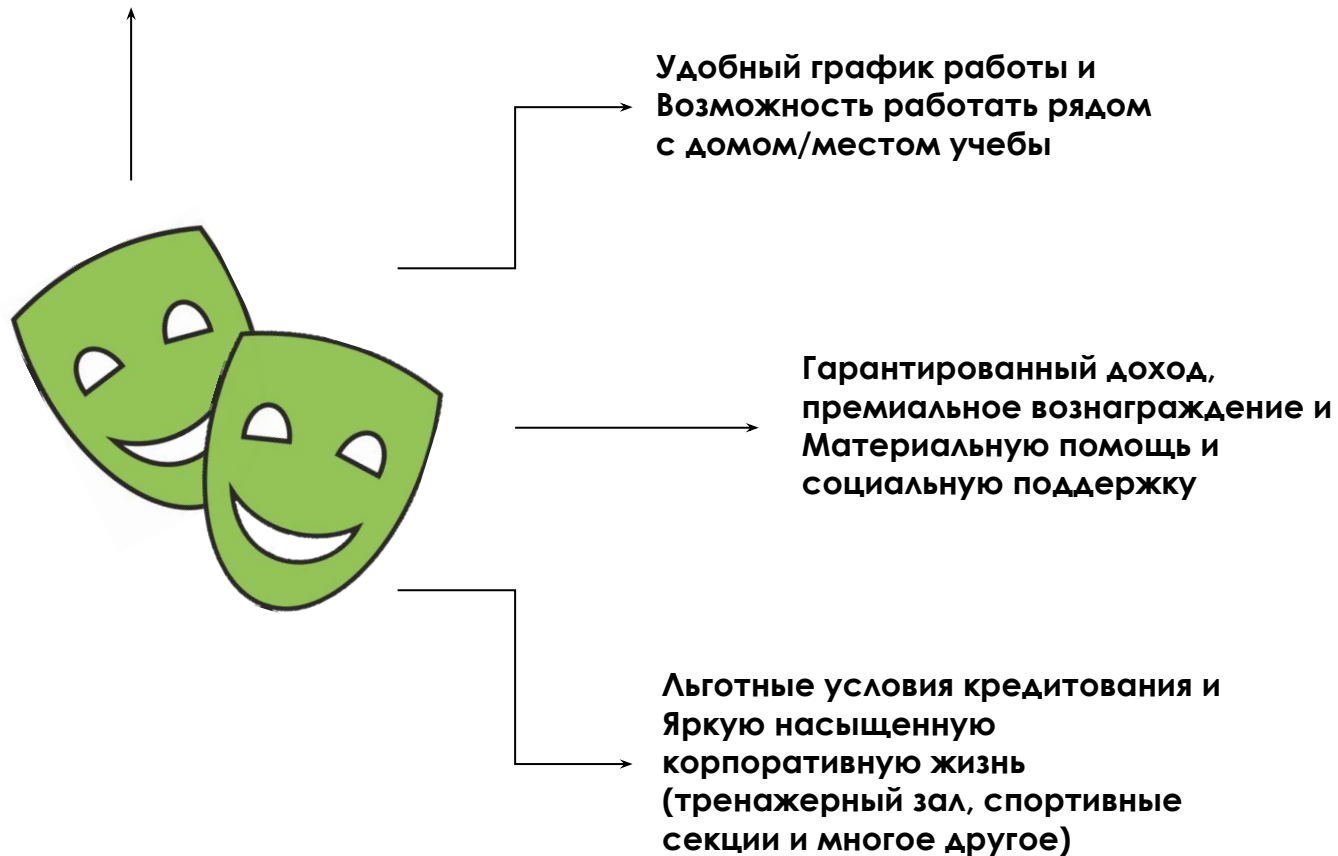 Удобный график работы и
Возможность работать рядом
с домом/местом учебы
Гарантированный доход,
премиальное вознаграждение и
Материальную помощь и
социальную поддержку
Льготные условия кредитования и
Яркую насыщенную
корпоративную жизнь
(тренажерный зал, спортивные
секции и многое другое)